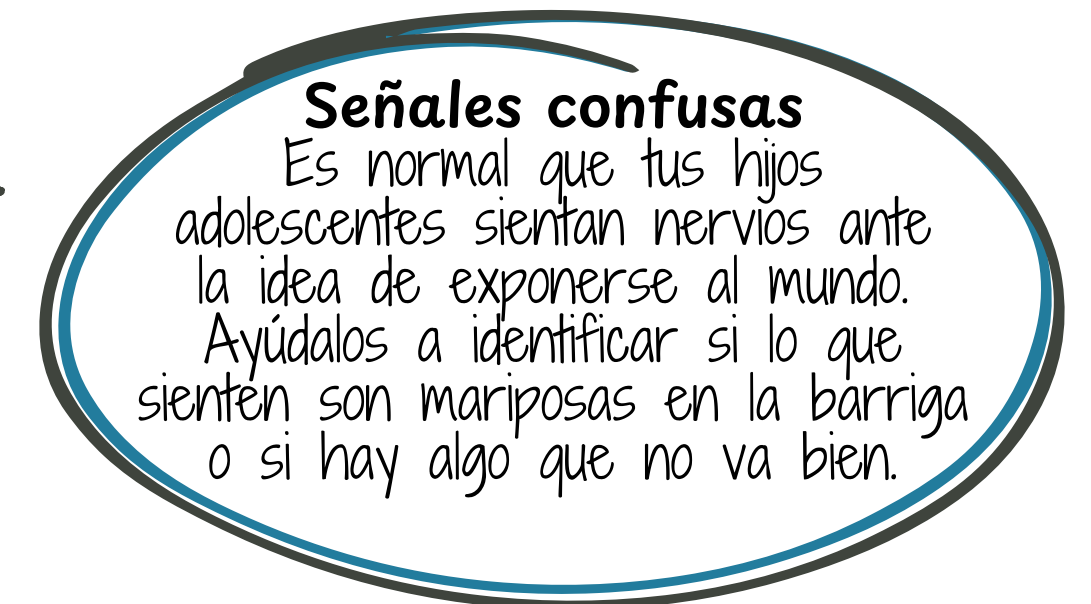 Señales confusas
Es normal que tus hijos
adolescentes sientan nervios ante
la idea de exponerse al mundo.
Ayúdalos a identificar si lo que
sienten son mariposas en la barriga
o si hay algo que no va bien.